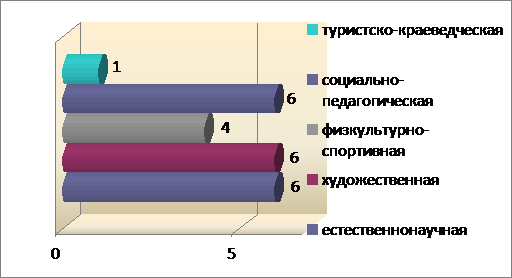 туристско-краеведческая
1
социально-
педагогическая
6
физкультурно-
спортивная
4
художественная
6
естественнонаучная
6
0 5